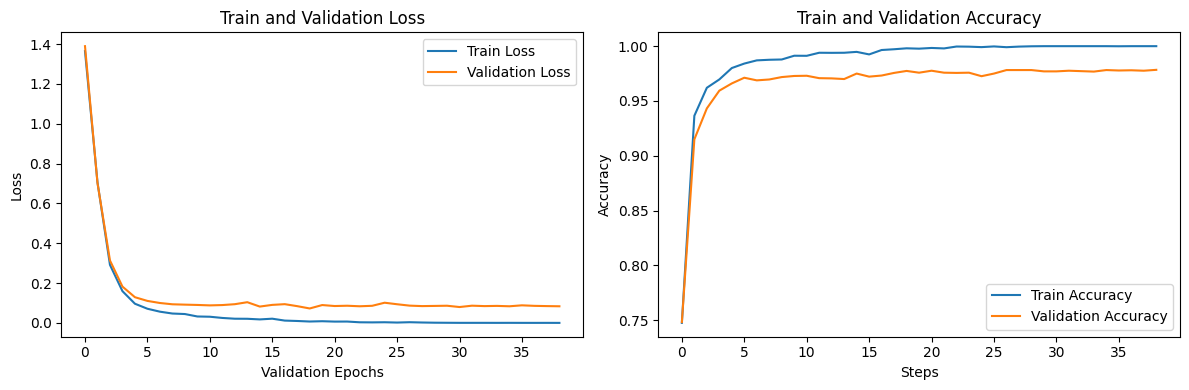 Train and Validation Loss
1.4
1.2
1.0
0.8
0.6
0.4
0.2
0.0
Loss
Train Loss
Validation Loss
0 5 10 15 20 25 30 35
Validation Epochs
Train and Validation Accuracy
1.00
0.95
0.90
0.85
0.80
0.75
Accuracy
Train Accuracy
Validation Accuracy
0 5 10 15 20 25 30 35
Steps